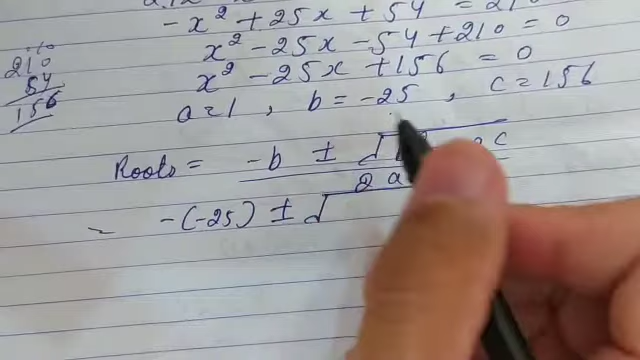 -x² + 25x + 54 = 210
x² - 25x - 54 + 210 = 0
x² - 25x + 156 = 0
a = 1 , b = -25 , c = 156
210
54
156
Roots = -b ± √
2a
= -(-25) ± √